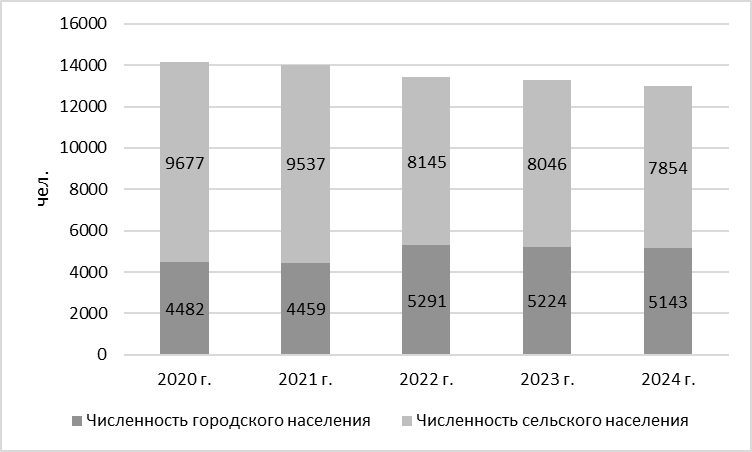 16000
14000
12000
10000
8000
6000
4000
2000
0
чел.
9677
9537
8145
8046
7854
4482
4459
5291
5224
5143
2020 г.
2021 г.
2022 г.
2023 г.
2024 г.
Численность городского населения
Численность сельского населения